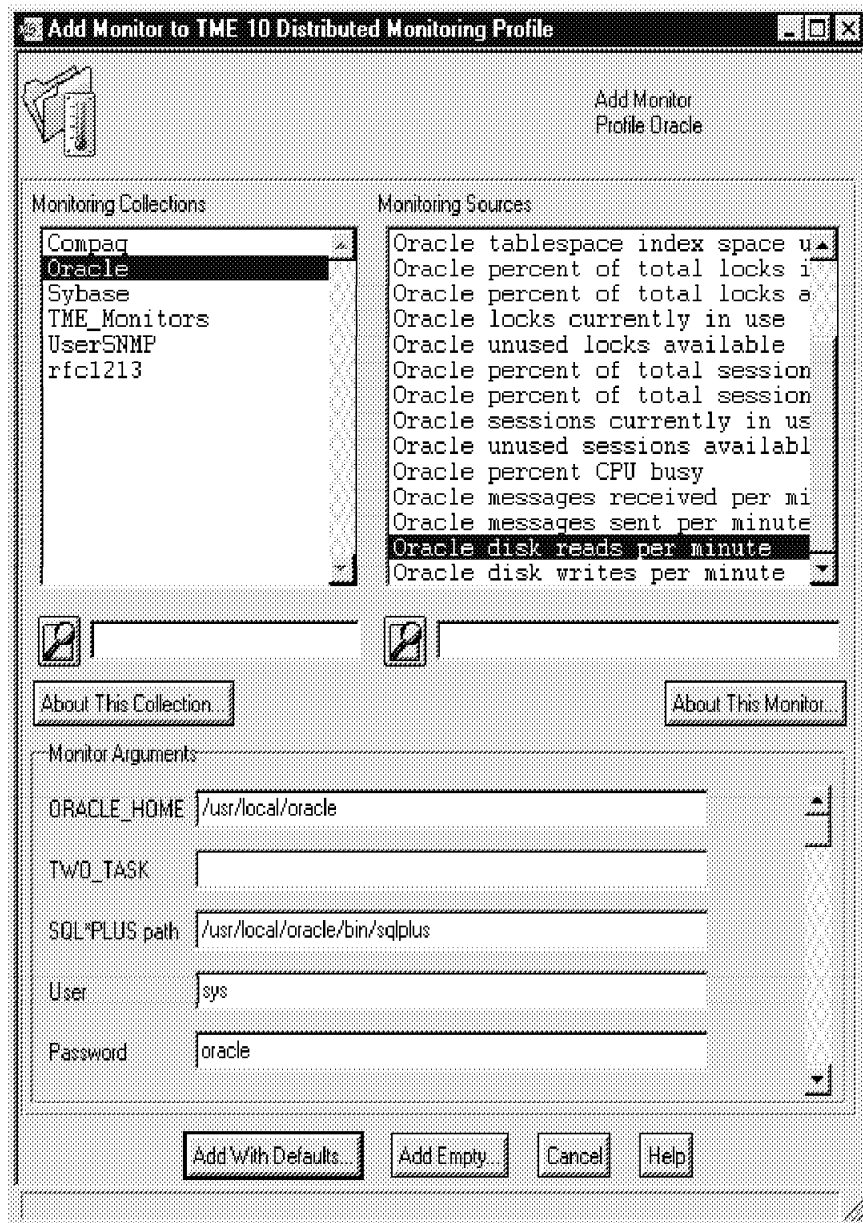 Add Monitor to TME 10 Distributed Monitoring Profile
Add Monitor
Profile Oracle
Monitoring Collections
Compaq
Oracle
Sybase
TME_Monitors
UserSNMP
rfc1213
Monitoring Sources
Oracle tablespace index space u
Oracle percent of total locks i
Oracle percent of total locks a
Oracle locks currently in use
Oracle unused locks available
Oracle percent of total session
Oracle percent of total session
Oracle sessions currently in us
Oracle unused sessions availabl
Oracle percent CPU busy
Oracle messages received per mi
Oracle messages sent per minute
Oracle disk reads per minute
Oracle disk writes per minute
About This Collection...
About This Monitor...
Monitor Arguments
ORACLE_HOME /usr/local/oracle
TWO_TASK
SQL*PLUS path /usr/local/oracle/bin/sqlplus
User sys
Password oracle
Add With Defaults... Add Empty... Cancel Help